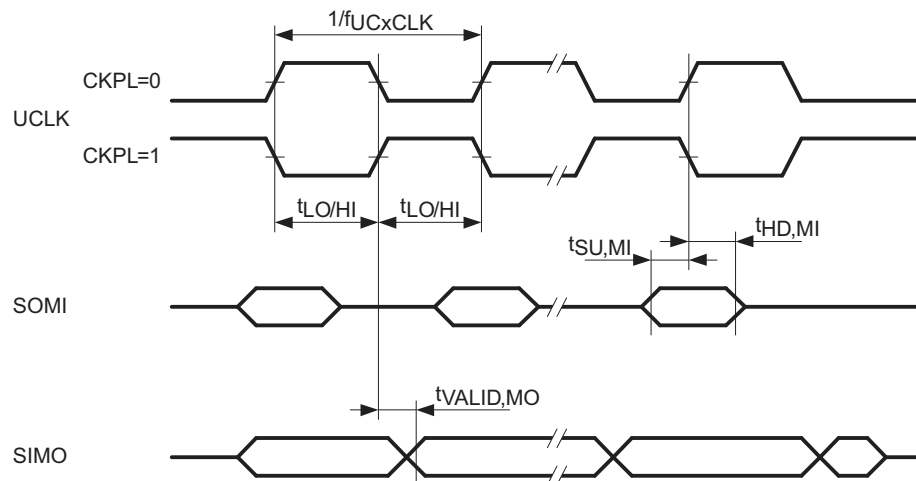 1/fUCxCLK
CKPL=0
UCLK
CKPL=1
tLO/HI tLO/HI
tHD,MI
tSU,MI
SOMI
tVALID,MO
SIMO